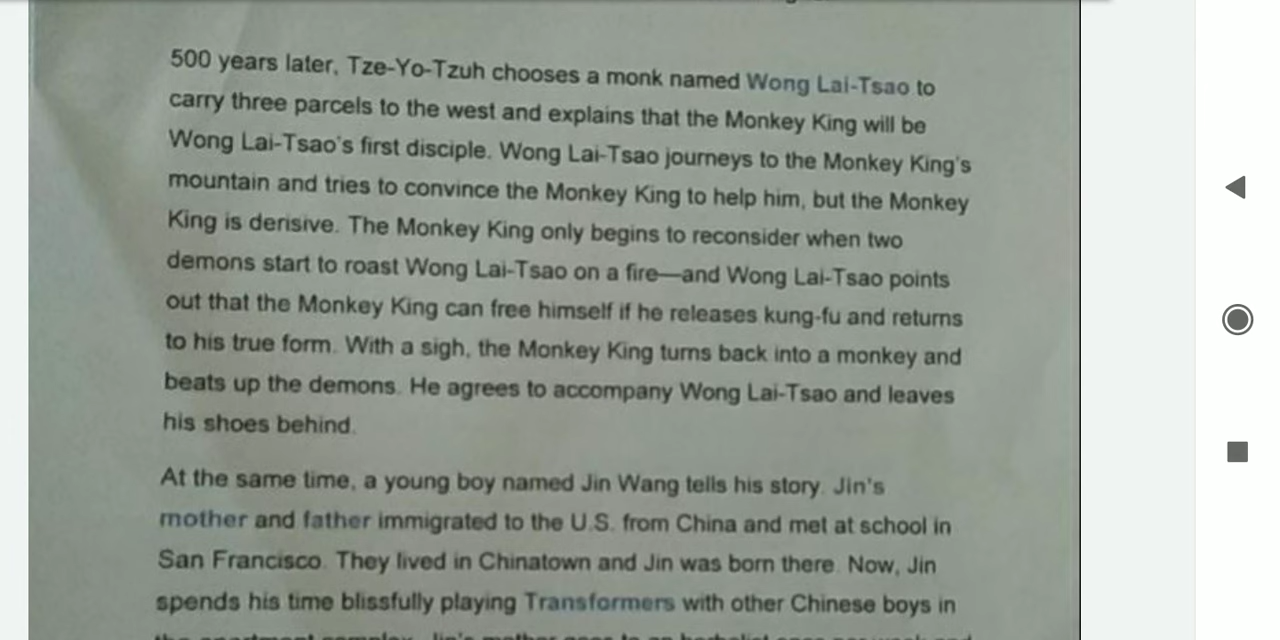 500 years later, Tze-Yo-Tzuh chooses a monk named Wong Lai-Tsao to
carry three parcels to the west and explains that the Monkey King will be
Wong Lai-Tsao's first disciple. Wong Lai-Tsao journeys to the Monkey King's
mountain and tries to convince the Monkey King to help him, but the Monkey
King is derisive. The Monkey King only begins to reconsider when two
demons start to roast Wong Lai-Tsao on a fire—and Wong Lai-Tsao points
out that the Monkey King can free himself if he releases kung-fu and returns
to his true form. With a sigh, the Monkey King turns back into a monkey and
beats up the demons. He agrees to accompany Wong Lai-Tsao and leaves
his shoes behind.
At the same time, a young boy named Jin Wang tells his story. Jin's
mother and father immigrated to the U.S. from China and met at school in
San Francisco. They lived in Chinatown and Jin was born there. Now, Jin
spends his time blissfully playing Transformers with other Chinese boys in